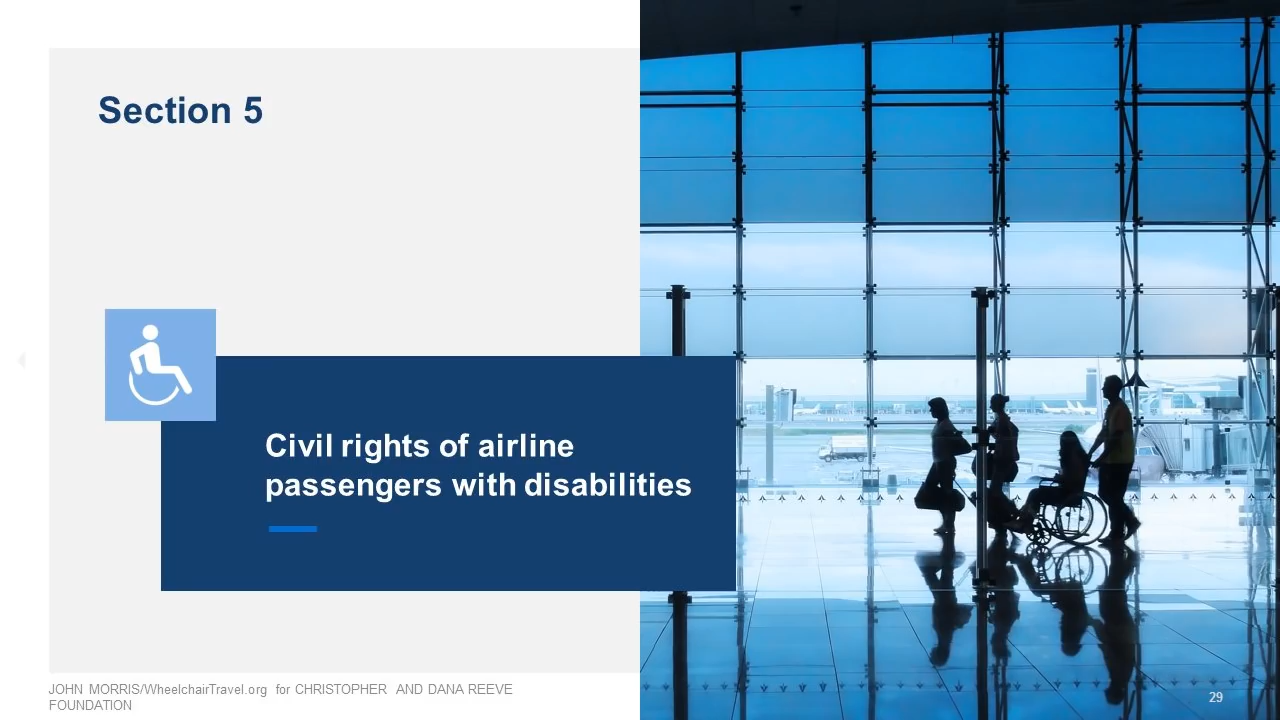 Section 5
Civil rights of airline
passengers with disabilities
JOHN MORRIS/WheelchairTravel.org for CHRISTOPHER AND DANA REEVE
FOUNDATION
29